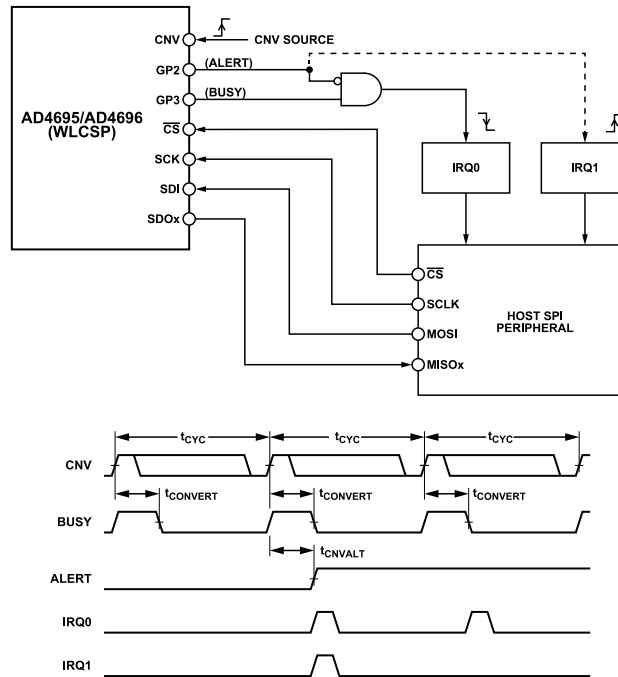 CNV
CNV SOURCE
GP2
(ALERT)
GP3
(BUSY)
AD4695/AD4696
(WLCSP)
CS
SCK
SDI
SDOx
IRQ0
IRQ1
CS
SCLK
MOSI
MISOx
HOST SPI
PERIPHERAL
tCYC
tCYC
tCYC
CNV
tCONVERT
tCONVERT
tCONVERT
BUSY
tCNVALT
ALERT
IRQ0
IRQ1